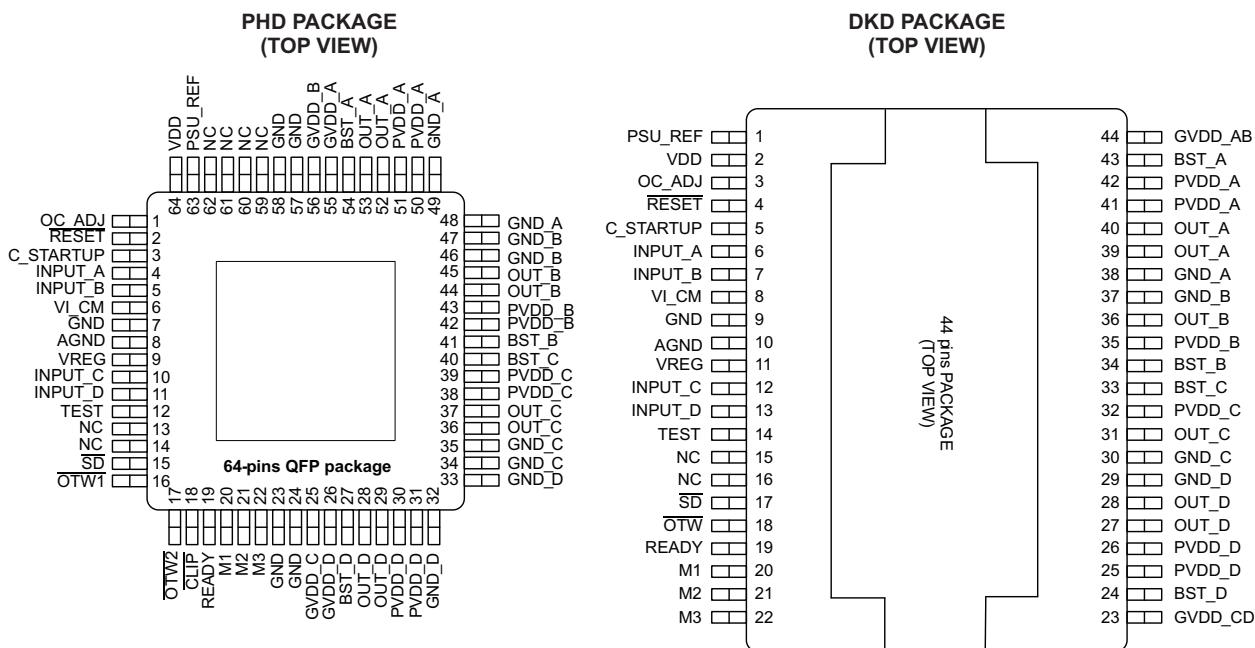 PHD PACKAGE
(TOP VIEW)
64 VDD
63 PSU_REF
62 NC
61 NC
60 NC
59 NC
58 GND
57 GND
56 GVDD_B
55 GVDD_A
54 BST_A
53 OUT_A
52 OUT_A
51 PVDD_A
50 PVDD_A
49 GND_A
OC_ADJ 1
RESET 2
C_STARTUP 3
INPUT_A 4
INPUT_B 5
VI_CM 6
GND 7
AGND 8
VREG 9
INPUT_C 10
INPUT_D 11
TEST 12
NC 13
NC 14
SD 15
OTW1 16
48 GND_A
47 GND_B
46 GND_B
45 OUT_B
44 OUT_B
43 PVDD_B
42 PVDD_B
41 BST_B
40 BST_C
39 PVDD_C
38 PVDD_C
37 OUT_C
36 OUT_C
35 GND_C
34 GND_C
33 GND_D
64-pins QFP package
17 OTW2
18 CLIP
19 READY
20 M1
21 M2
22 M3
23 GND
24 GND
25 GVDD_C
26 GVDD_D
27 BST_D
28 OUT_D
29 OUT_D
30 PVDD_D
31 PVDD_D
32 GND_D
DKD PACKAGE
(TOP VIEW)
PSU_REF 1
VDD 2
OC_ADJ 3
RESET 4
C_STARTUP 5
INPUT_A 6
INPUT_B 7
VI_CM 8
GND 9
AGND 10
VREG 11
INPUT_C 12
INPUT_D 13
TEST 14
NC 15
NC 16
SD 17
OTW 18
READY 19
M1 20
M2 21
M3 22
44 pins PACKAGE
(TOP VIEW)
44 GVDD_AB
43 BST_A
42 PVDD_A
41 PVDD_A
40 OUT_A
39 OUT_A
38 GND_A
37 GND_B
36 OUT_B
35 PVDD_B
34 BST_B
33 BST_C
32 PVDD_C
31 OUT_C
30 GND_C
29 GND_D
28 OUT_D
27 OUT_D
26 PVDD_D
25 PVDD_D
24 BST_D
23 GVDD_CD